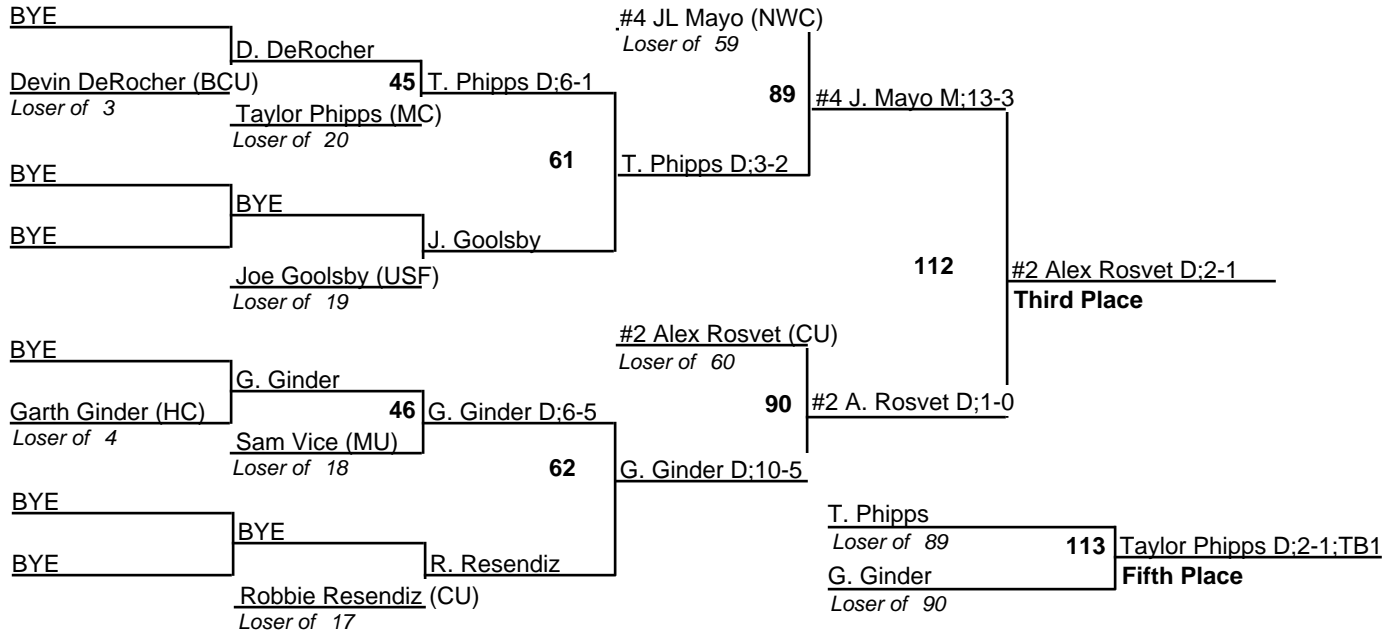 BYE
D. DeRocher
Devin DeRocher (BCU)
Loser of 3
45
T. Phipps D;6-1
Taylor Phipps (MC)
Loser of 20
61
BYE
BYE
BYE
J. Goolsby
Joe Goolsby (USF)
Loser of 19
#4 JL Mayo (NWC)
Loser of 59
89
#4 J. Mayo M;13-3
T. Phipps D;3-2
112
#2 Alex Rosvet D;2-1
Third Place
BYE
G. Ginder
Garth Ginder (HC)
Loser of 4
46
G. Ginder D;6-5
Sam Vice (MU)
Loser of 18
62
BYE
BYE
BYE
R. Resendiz
Robbie Resendiz (CU)
Loser of 17
#2 Alex Rosvet (CU)
Loser of 60
90
#2 A. Rosvet D;1-0
G. Ginder D;10-5
T. Phipps
Loser of 89
113
Taylor Phipps D;2-1;TB1
Fifth Place
G. Ginder
Loser of 90